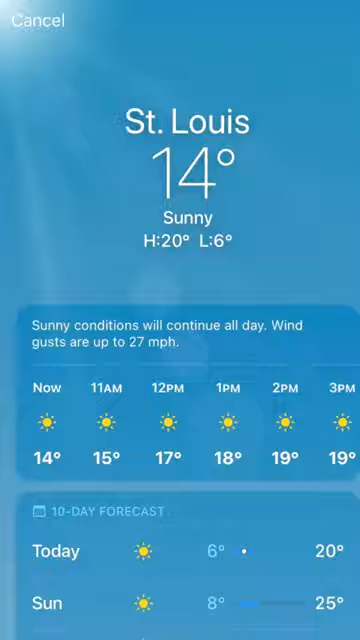 Cancel
St. Louis
14°
Sunny
H:20° L:6°
Sunny conditions will continue all day. Wind
gusts are up to 27 mph.
Now 11AM 12PM 1PM 2PM 3PM
14° 15° 17° 18° 19° 19°
10-DAY FORECAST
Today 6° 20°
Sun 8° 25°